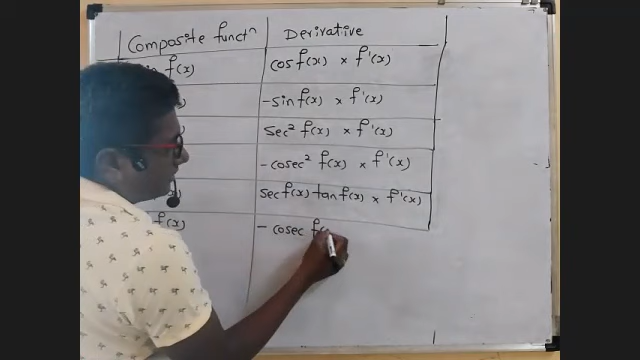 Composite functn Derivative
f(x) cos f(x) × f'(x)
-sin f(x) × f'(x)
sec² f(x) × f'(x)
-cosec² f(x) × f'(x)
sec f(x) tan f(x) × f'(x)
f(x) - cosec f(